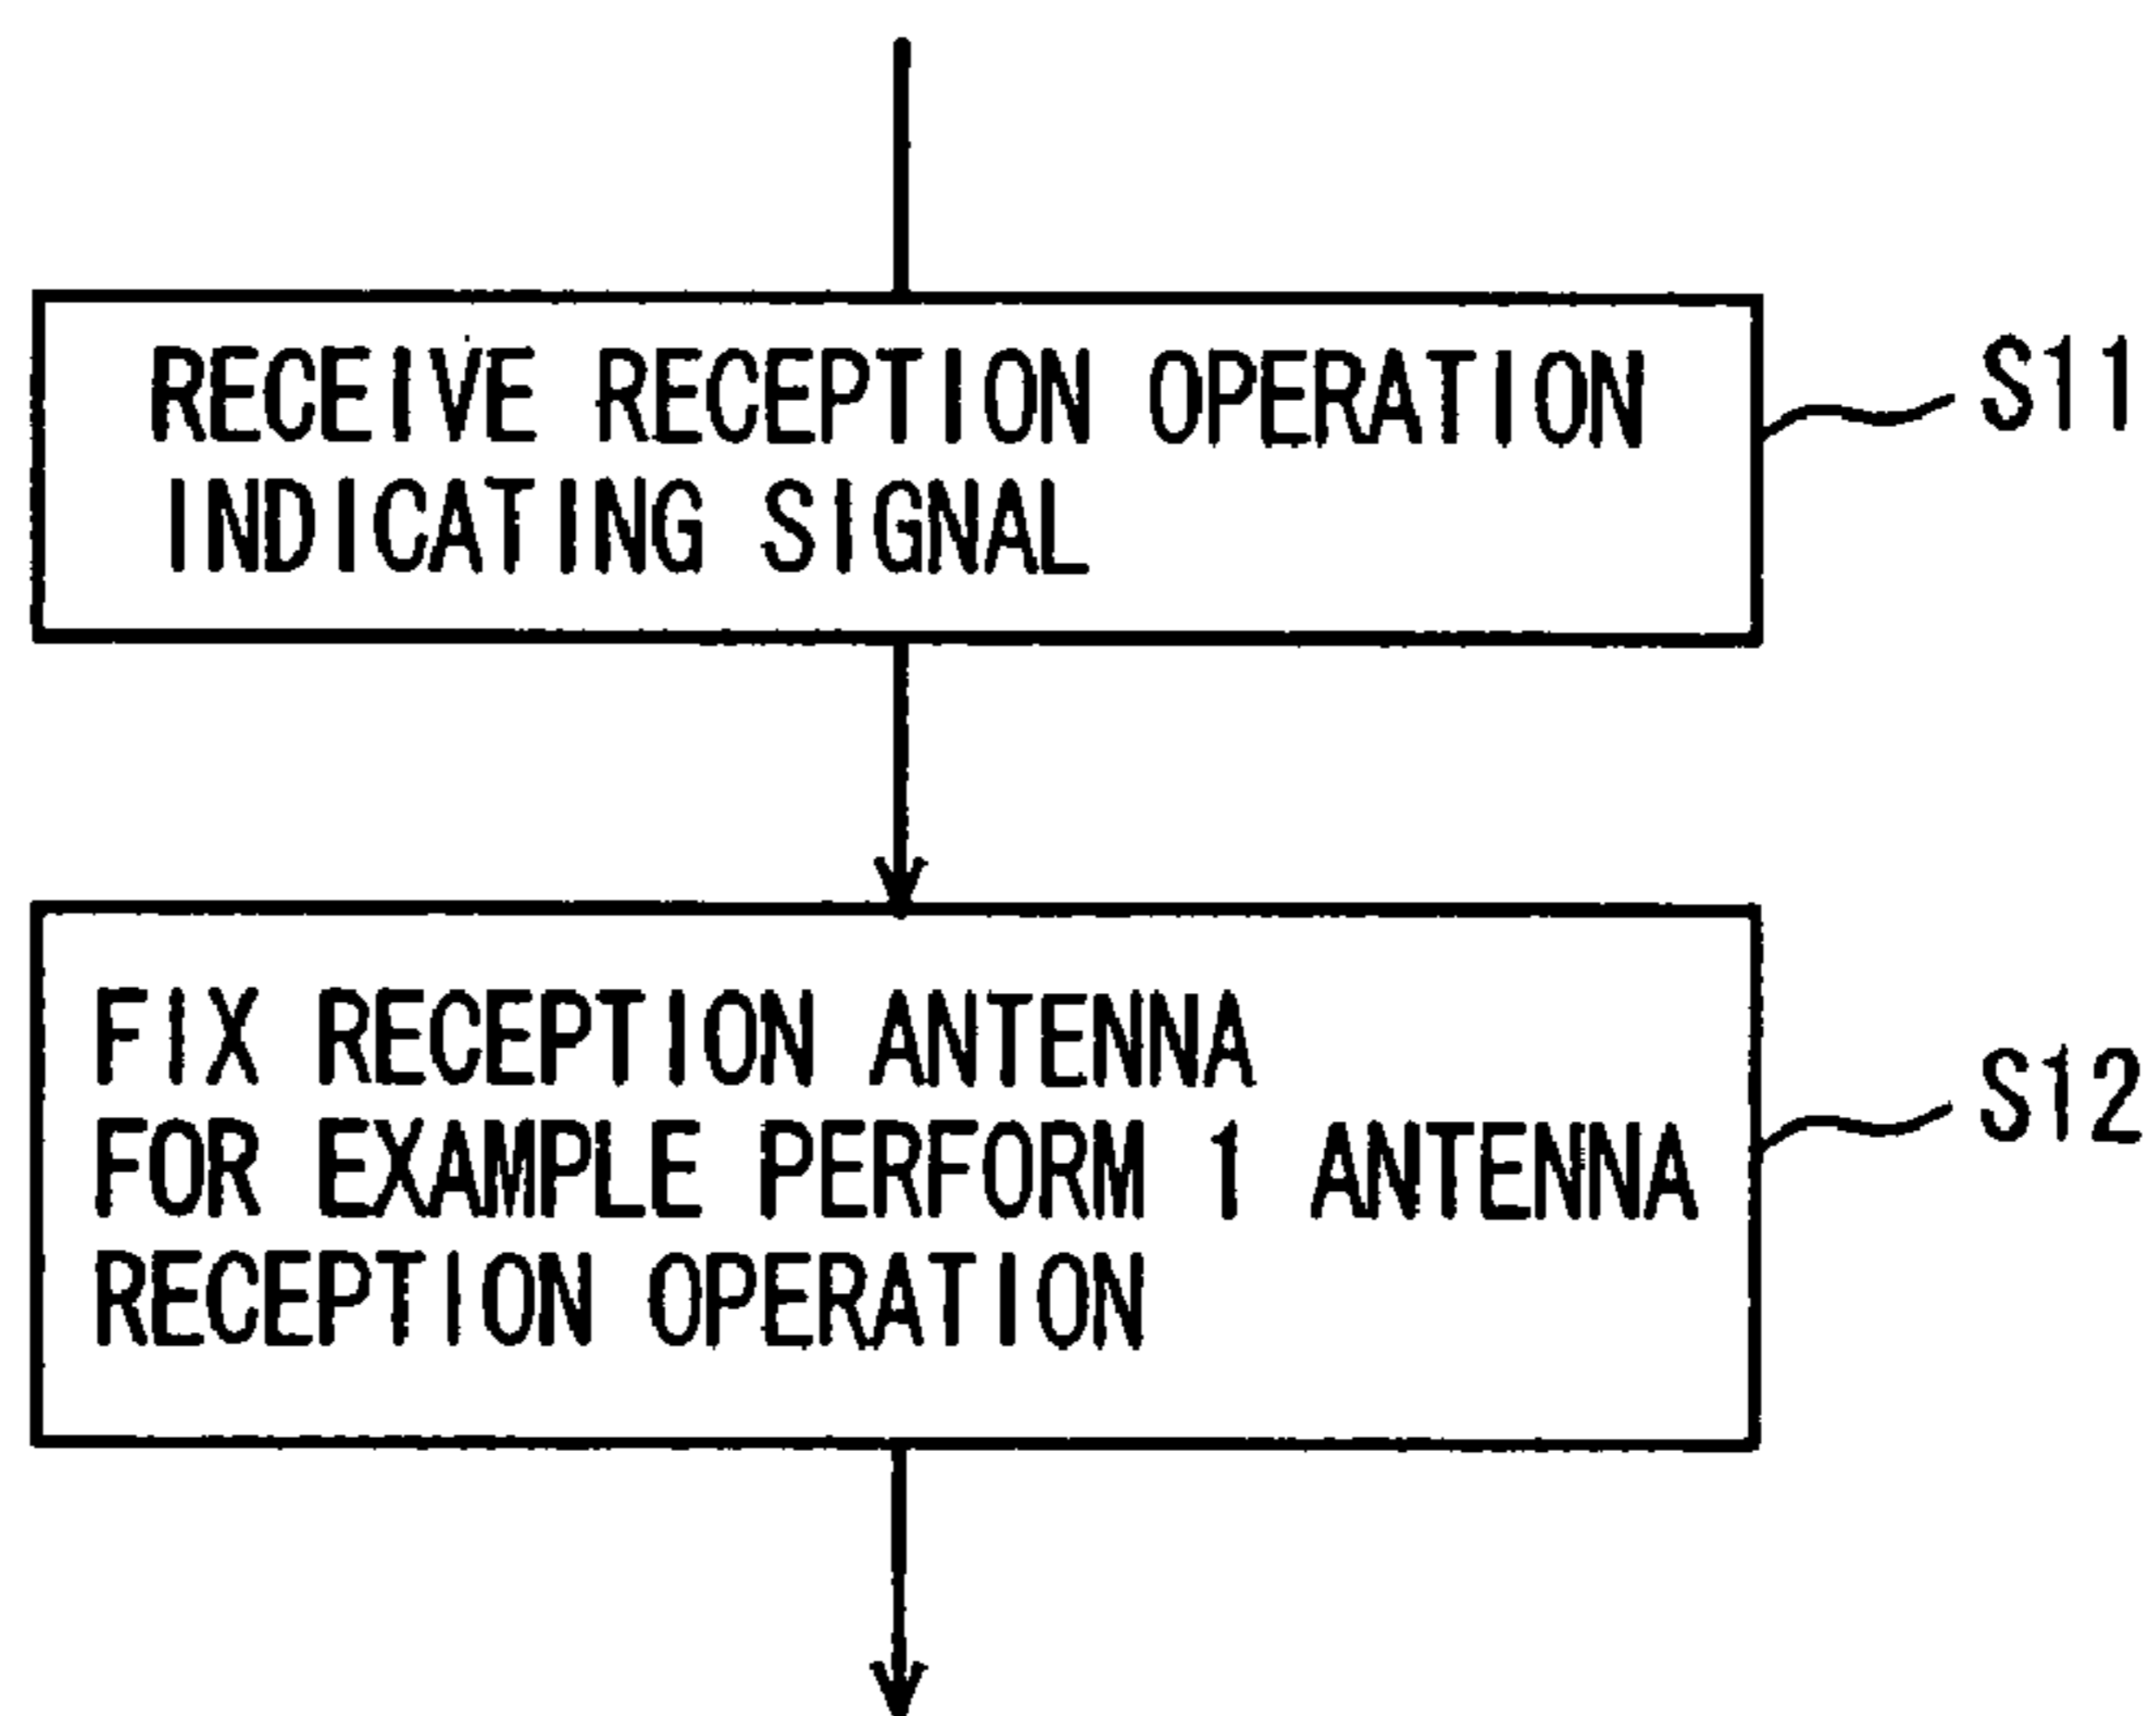 RECEIVE RECEPTION OPERATION
INDICATING SIGNAL
S11
FIX RECEPTION ANTENNA
FOR EXAMPLE PERFORM 1 ANTENNA
RECEPTION OPERATION
S12